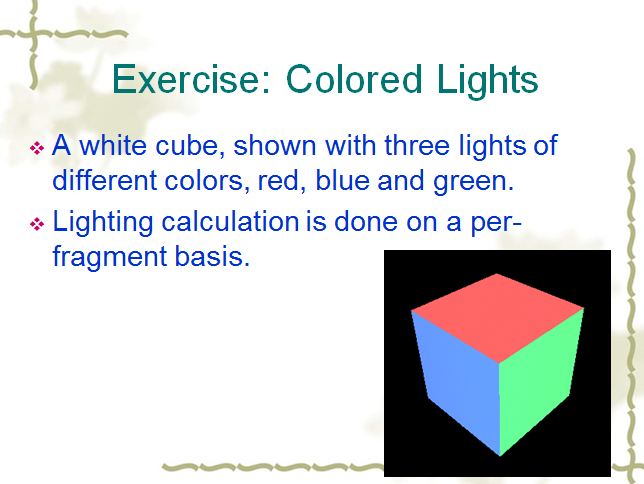 Exercise: Colored Lights
A white cube, shown with three lights of
different colors, red, blue and green.
Lighting calculation is done on a per-
fragment basis.